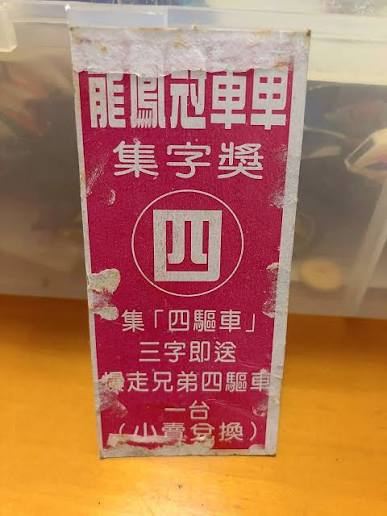 龍鳳冠軍車
集字獎
四
集「四驅車」
三字即送
爆走兄弟四驅車
一台
（小賣兌換）